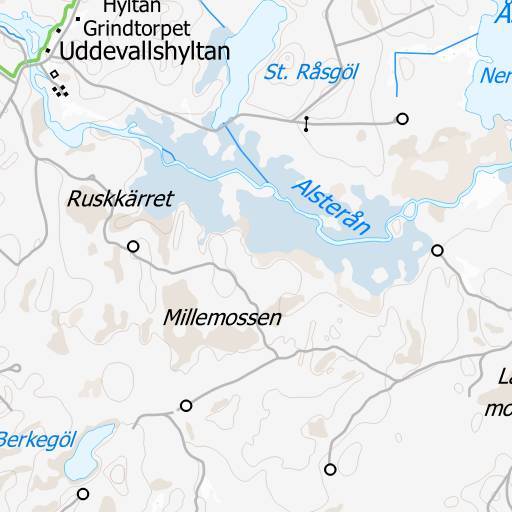 Hyltan
Grindtorpet
Uddevallshyltan
St. Råsgöl
Ruskkärret
Alsterån
Millemossen
Berkegöl